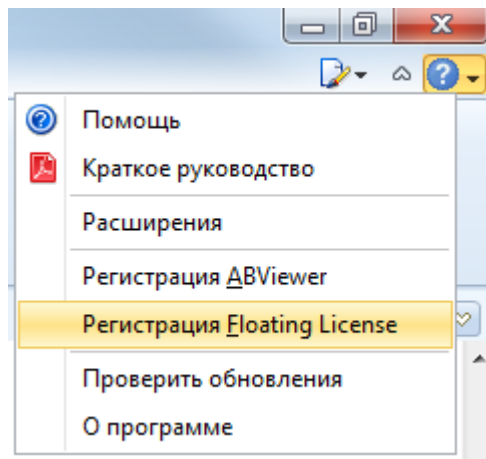 Помощь
Краткое руководство
Расширения
Регистрация ABViewer
Регистрация Floating License
Проверить обновления
О программе